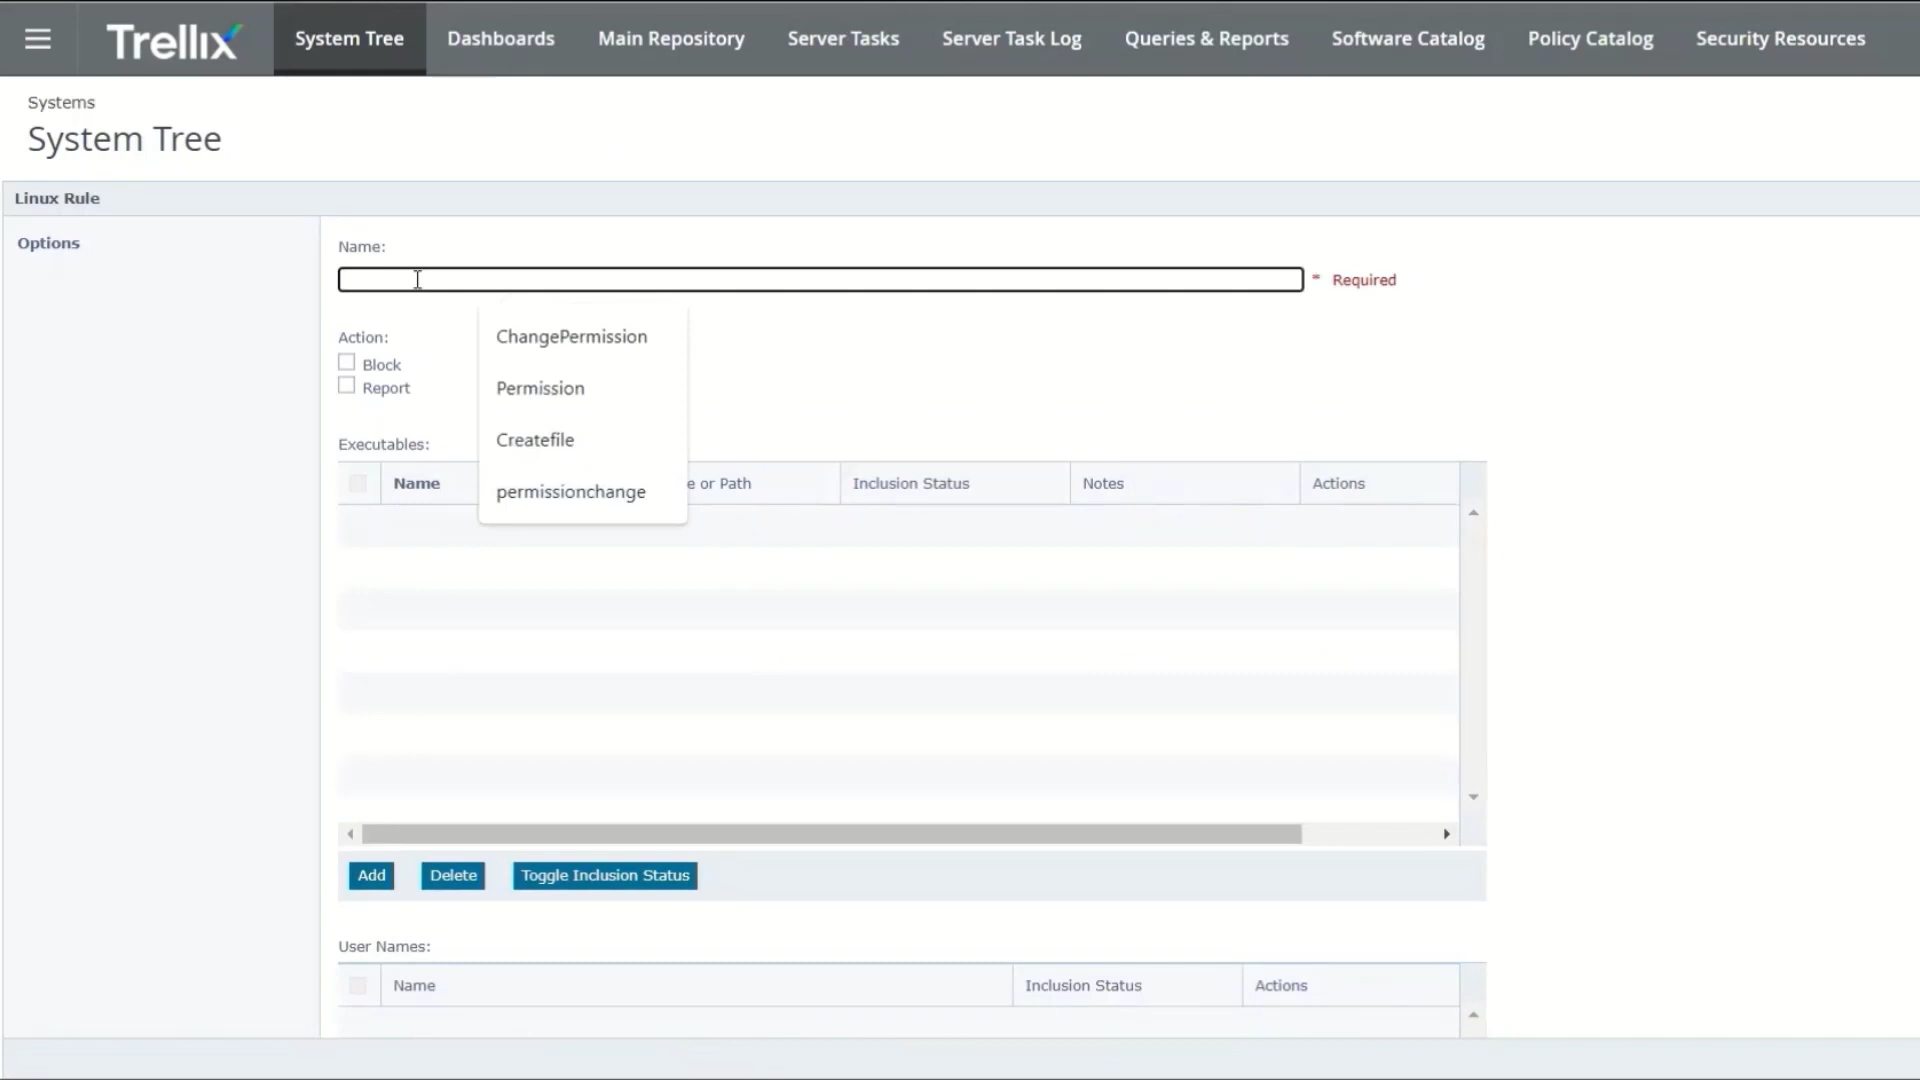 Trellix System Tree Dashboards Main Repository Server Tasks Server Task Log Queries & Reports Software Catalog Policy Catalog Security Resources
Systems
System Tree
Linux Rule
Options
Name:
* Required
Action:
Block
Report
ChangePermission
Permission
Createfile
permissionchange
Executables:
Name e or Path Inclusion Status Notes Actions
Add Delete Toggle Inclusion Status
User Names:
Name Inclusion Status Actions